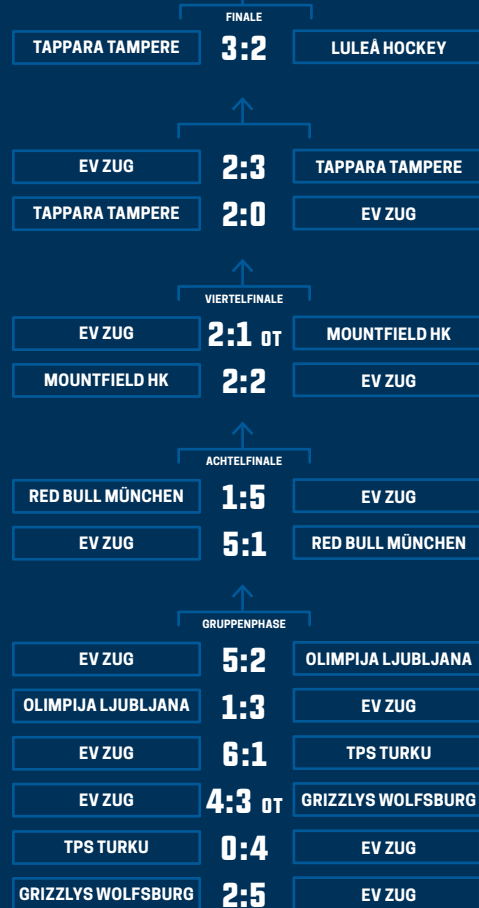 FINALE
TAPPARA TAMPERE 3:2 LULEÅ HOCKEY
EV ZUG 2:3 TAPPARA TAMPERE
TAPPARA TAMPERE 2:0 EV ZUG
VIERTELFINALE
EV ZUG 2:1 OT MOUNTFIELD HK
MOUNTFIELD HK 2:2 EV ZUG
ACHTELFINALE
RED BULL MÜNCHEN 1:5 EV ZUG
EV ZUG 5:1 RED BULL MÜNCHEN
GRUPPENPHASE
EV ZUG 5:2 OLIMPIJA LJUBLJANA
OLIMPIJA LJUBLJANA 1:3 EV ZUG
EV ZUG 6:1 TPS TURKU
EV ZUG 4:3 OT GRIZZLYS WOLFSBURG
TPS TURKU 0:4 EV ZUG
GRIZZLYS WOLFSBURG 2:5 EV ZUG